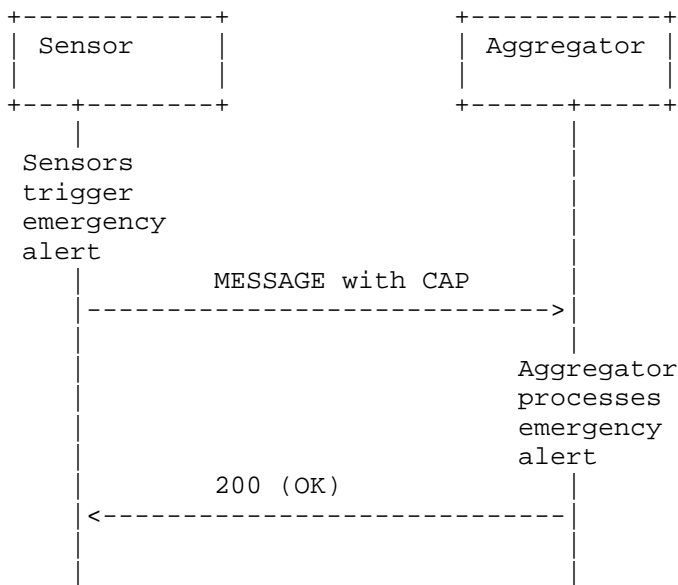 Sensor Aggregator
Sensors
trigger
emergency
alert
MESSAGE with CAP
Aggregator
processes
emergency
alert
200 (OK)